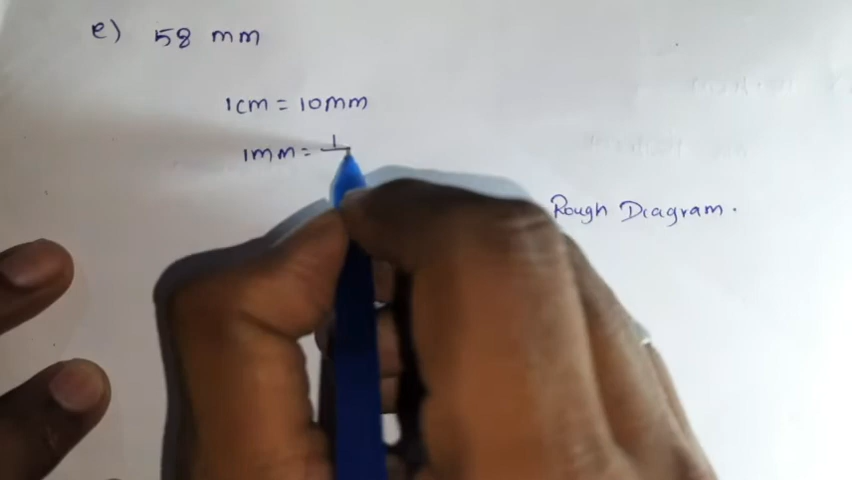 e) 58 mm
1cm = 10mm
1mm = 1
Rough Diagram.